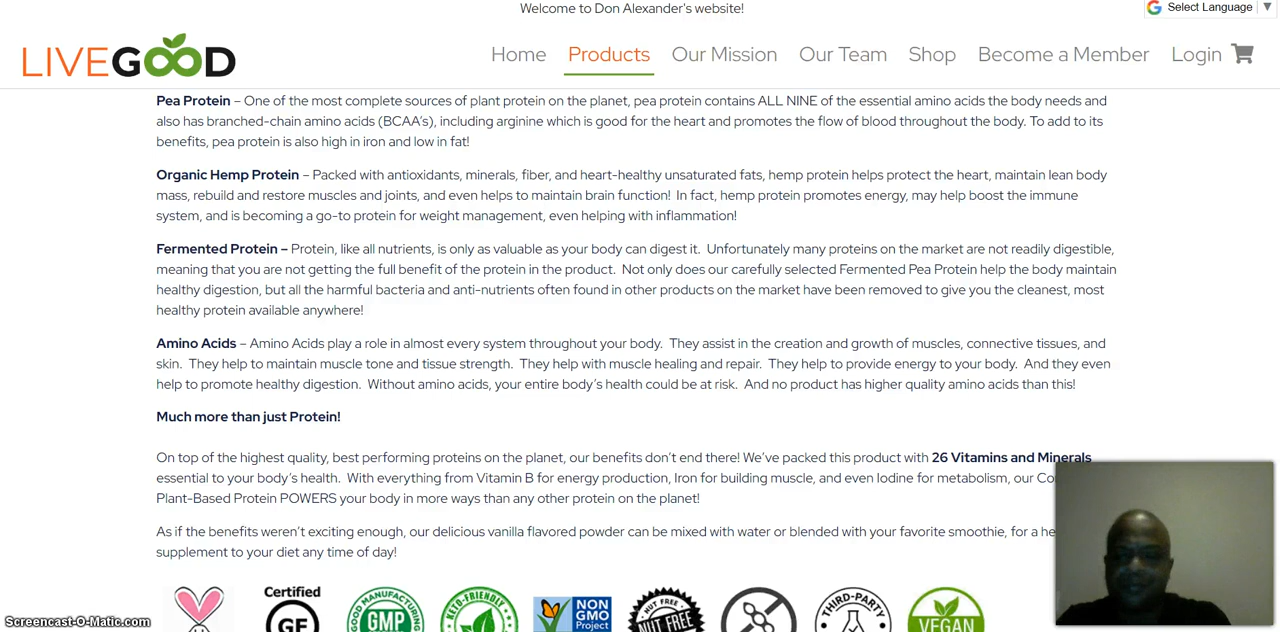 Welcome to Don Alexander's website!
Select Language
LIVEGOOD
Home Products Our Mission Our Team Shop Become a Member Login
Pea Protein – One of the most complete sources of plant protein on the planet, pea protein contains ALL NINE of the essential amino acids the body needs and
also has branched-chain amino acids (BCAA's), including arginine which is good for the heart and promotes the flow of blood throughout the body. To add to its
benefits, pea protein is also high in iron and low in fat!
Organic Hemp Protein – Packed with antioxidants, minerals, fiber, and heart-healthy unsaturated fats, hemp protein helps protect the heart, maintain lean body
mass, rebuild and restore muscles and joints, and even helps to maintain brain function! In fact, hemp protein promotes energy, may help boost the immune
system, and is becoming a go-to protein for weight management, even helping with inflammation!
Fermented Protein – Protein, like all nutrients, is only as valuable as your body can digest it. Unfortunately many proteins on the market are not readily digestible,
meaning that you are not getting the full benefit of the protein in the product. Not only does our carefully selected Fermented Pea Protein help the body maintain
healthy digestion, but all the harmful bacteria and anti-nutrients often found in other products on the market have been removed to give you the cleanest, most
healthy protein available anywhere!
Amino Acids – Amino Acids play a role in almost every system throughout your body. They assist in the creation and growth of muscles, connective tissues, and
skin. They help to maintain muscle tone and tissue strength. They help with muscle healing and repair. They help to provide energy to your body. And they even
help to promote healthy digestion. Without amino acids, your entire body's health could be at risk. And no product has higher quality amino acids than this!
Much more than just Protein!
On top of the highest quality, best performing proteins on the planet, our benefits don't end there! We've packed this product with 26 Vitamins and Minerals
essential to your body's health. With everything from Vitamin B for energy production, Iron for building muscle, and even Iodine for metabolism, our
Plant-Based Protein POWERS your body in more ways than any other protein on the planet!
As if the benefits weren't exciting enough, our delicious vanilla flavored powder can be mixed with water or blended with your favorite smoothie, for a
supplement to your diet any time of day!
Certified
GF
GOOD MANUFACTURING
GMP
KETO-FRIENDLY
NON
GMO
Project
NUT FREE
NUT FREE
THIRD-PARTY
VEGAN
Screencast-O-Matic.com